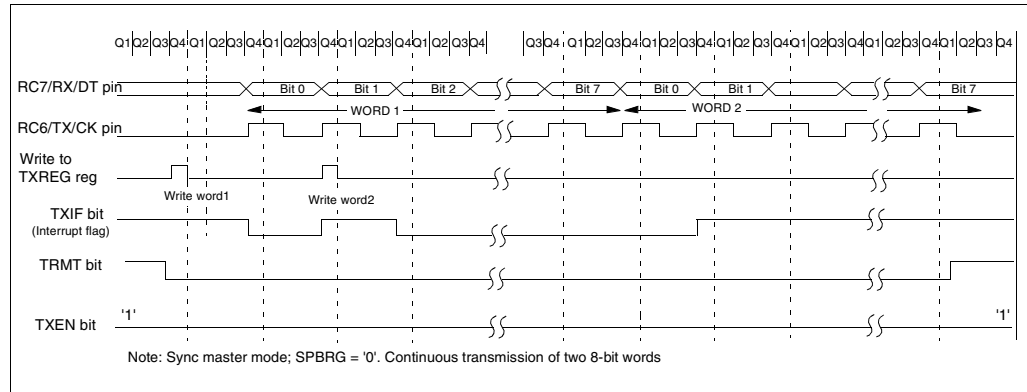 Q1 Q2 Q3 Q4 Q1 Q2 Q3 Q4 Q1 Q2 Q3 Q4 Q1 Q2 Q3 Q4 Q1 Q2 Q3 Q4 Q3 Q4 Q1 Q2 Q3 Q4 Q1 Q2 Q3 Q4 Q1 Q2 Q3 Q4 Q1 Q2 Q3 Q4 Q1 Q2 Q3 Q4 Q1 Q2 Q3 Q4
RC7/RX/DT pin Bit 0 Bit 1 Bit 2 Bit 7 Bit 0 Bit 1 Bit 7
WORD 1 WORD 2
RC6/TX/CK pin
Write to
TXREG reg
Write word1 Write word2
TXIF bit
(Interrupt flag)
TRMT bit
TXEN bit '1' '1'
Note: Sync master mode; SPBRG = '0'. Continuous transmission of two 8-bit words